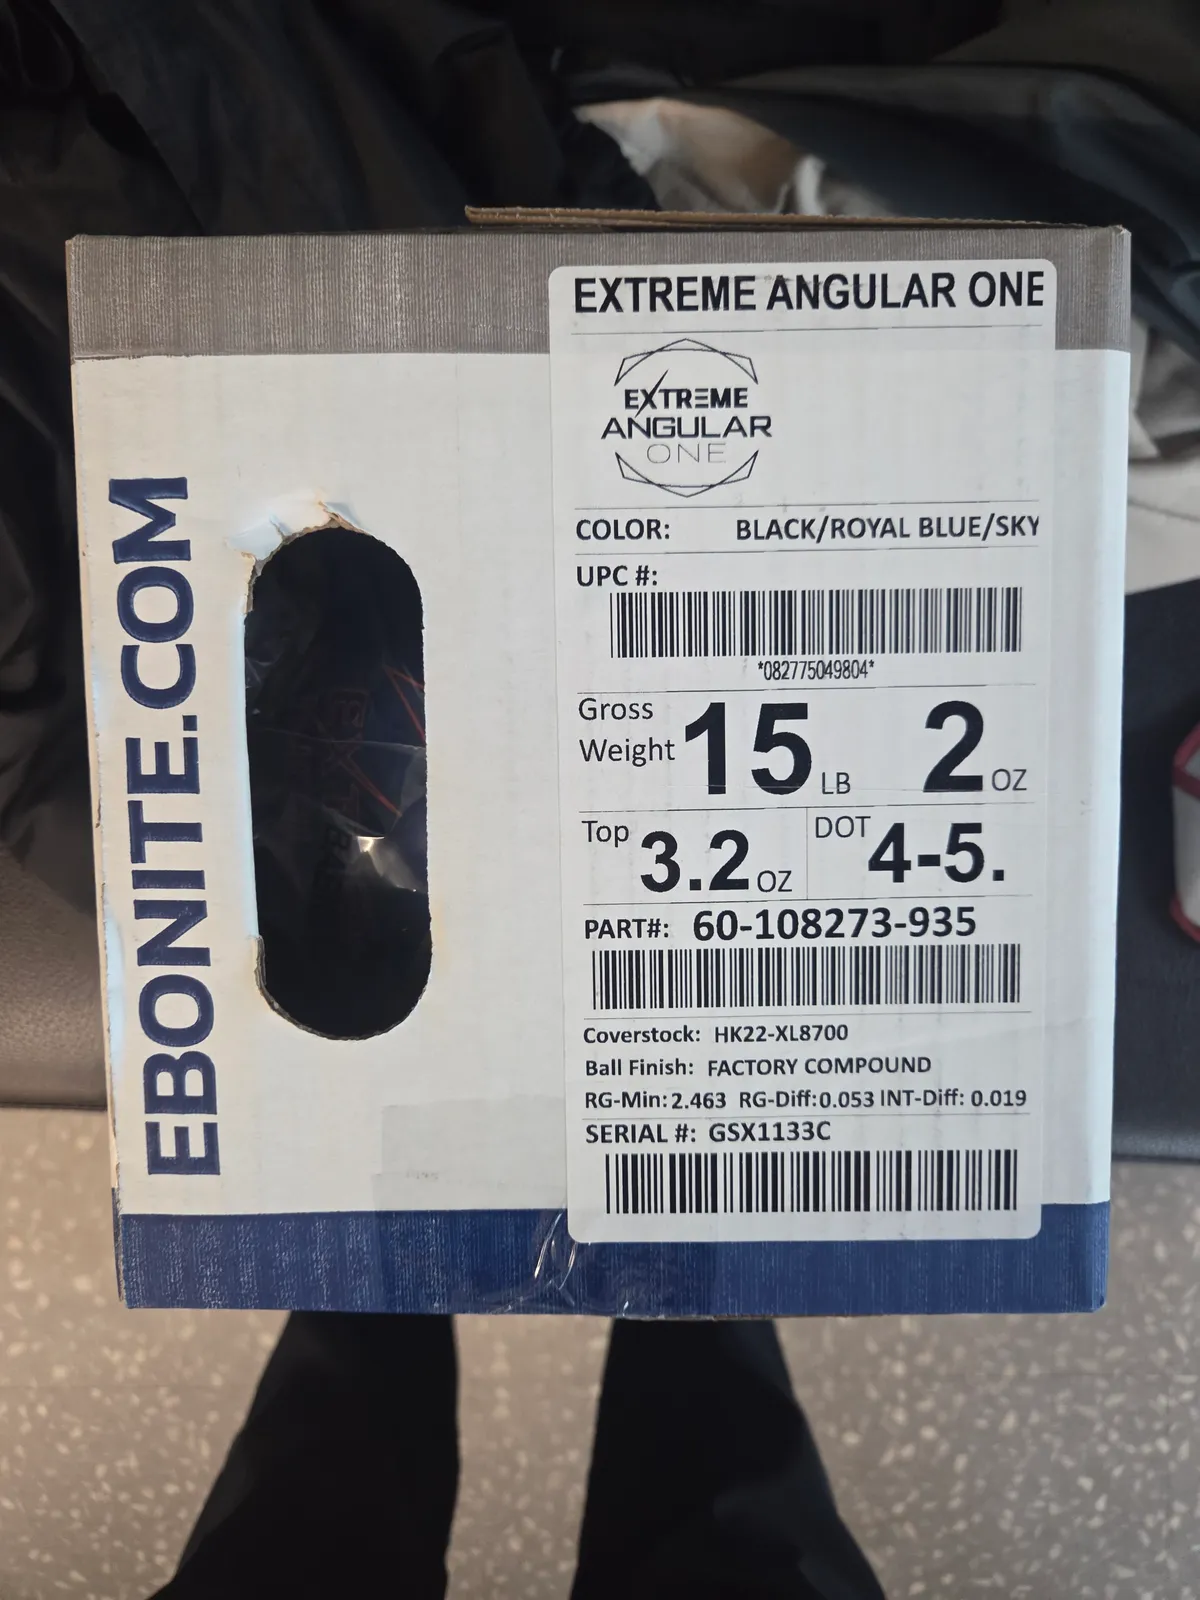 EBONITE.COM
EXTREME ANGULAR ONE
EXTREME
ANGULAR
ONE
COLOR: BLACK/ROYAL BLUE/SKY
UPC #:
*082775049804*
Gross
Weight 15 LB 2 OZ
Top 3.2 OZ DOT 4-5.
PART#: 60-108273-935
Coverstock: HK22-XL8700
Ball Finish: FACTORY COMPOUND
RG-Min: 2.463 RG-Diff: 0.053 INT-Diff: 0.019
SERIAL #: GSX1133C